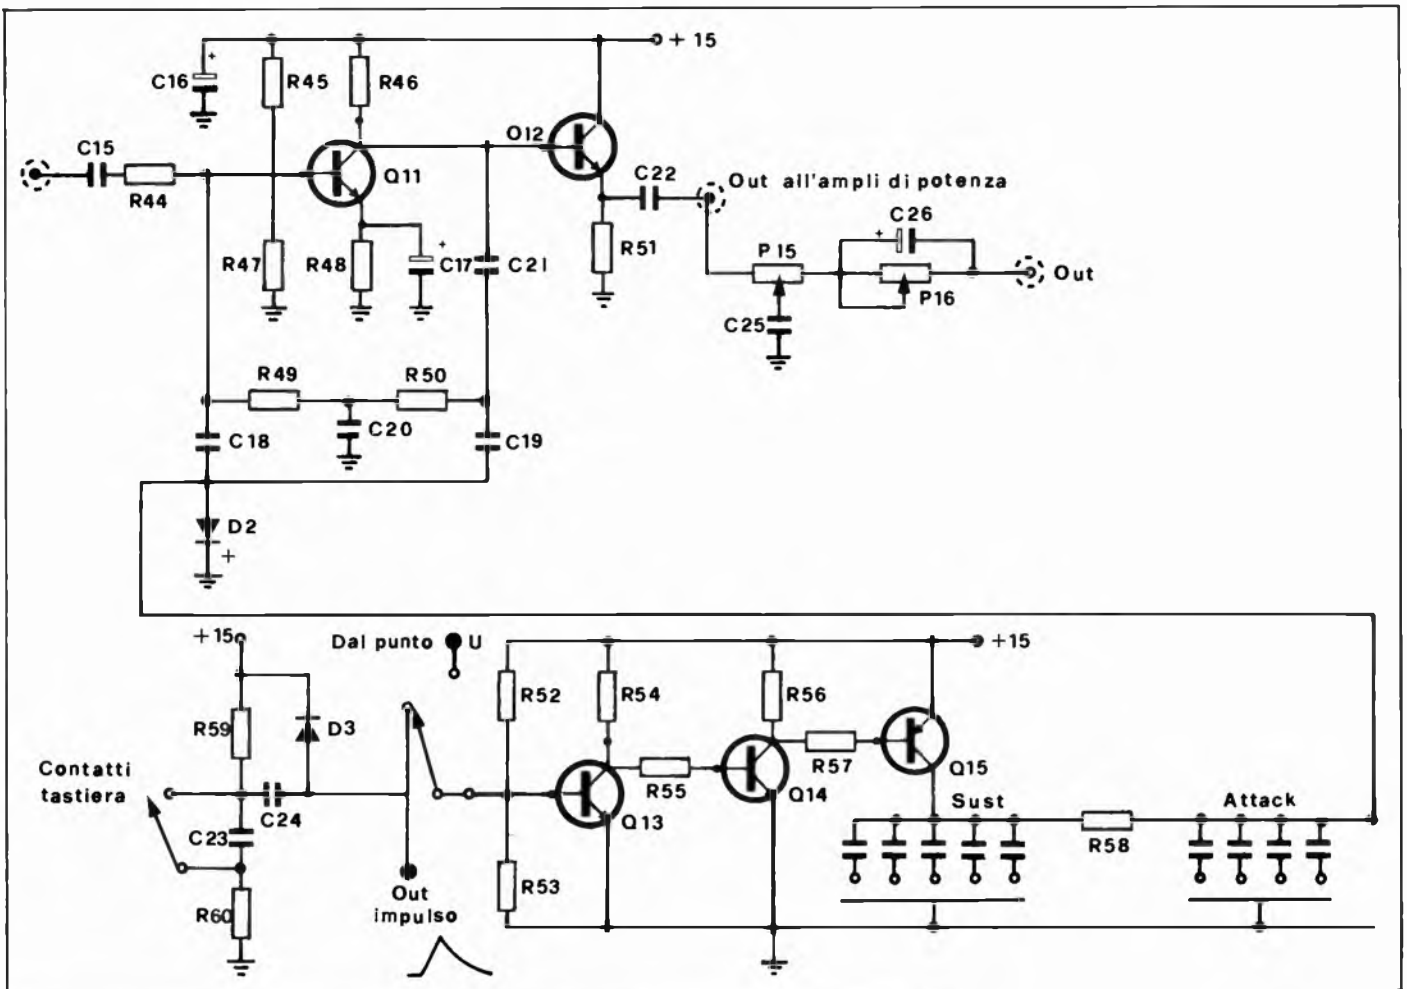 + 15
C16
+
R45
R46
C15
R44
Q11
Q12
C22
Out all'ampli di potenza
C26
+
R47
R48
+
C17
C21
R51
P15
P16
Out
C25
R49
R50
C18
C20
C19
D2
+
+15
Dal punto U
+15
R59
D3
R52
R54
R56
Contatti
tastiera
C24
C23
R55
R57
Q13
Q14
Q15
Sust
Attack
R58
R60
Out
impulso
R53